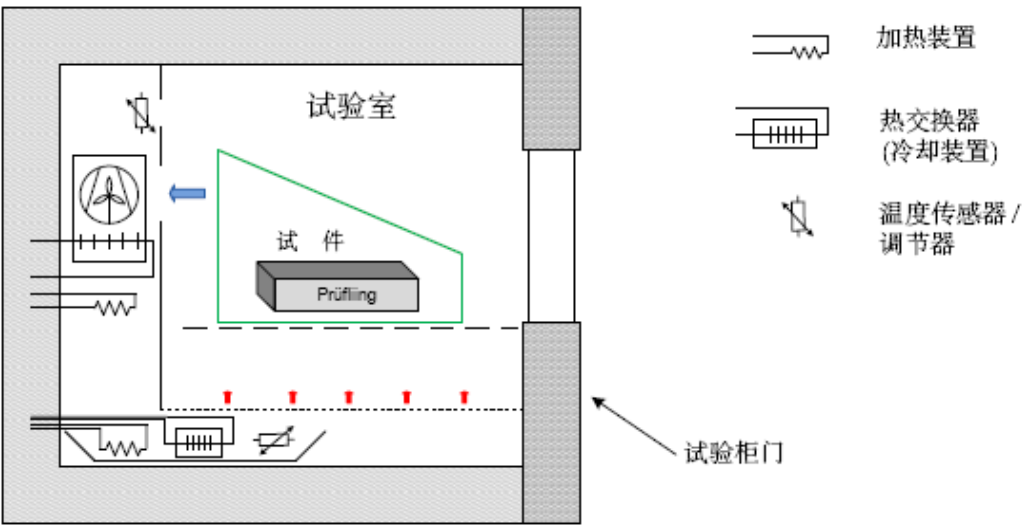 试验室
试 件
Prüfliing
加热装置
热交换器
(冷却装置)
温度传感器 /
调节器
试验柜门